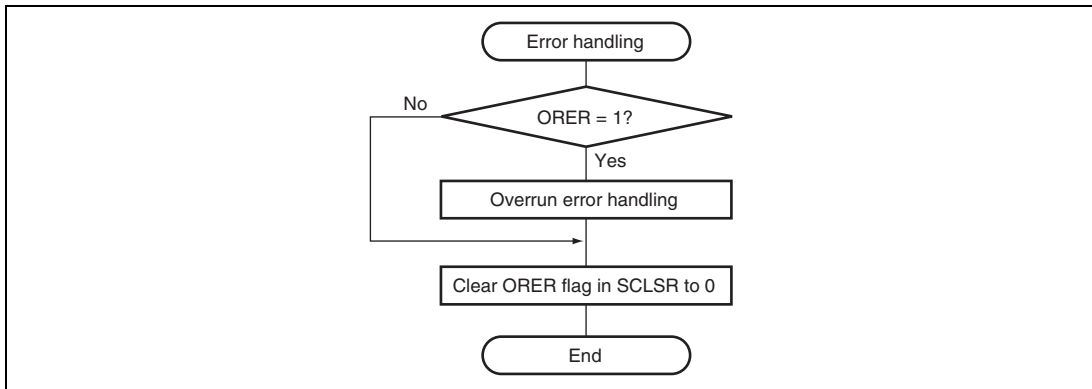 Error handling
No
ORER = 1?
Yes
Overrun error handling
Clear ORER flag in SCLSR to 0
End